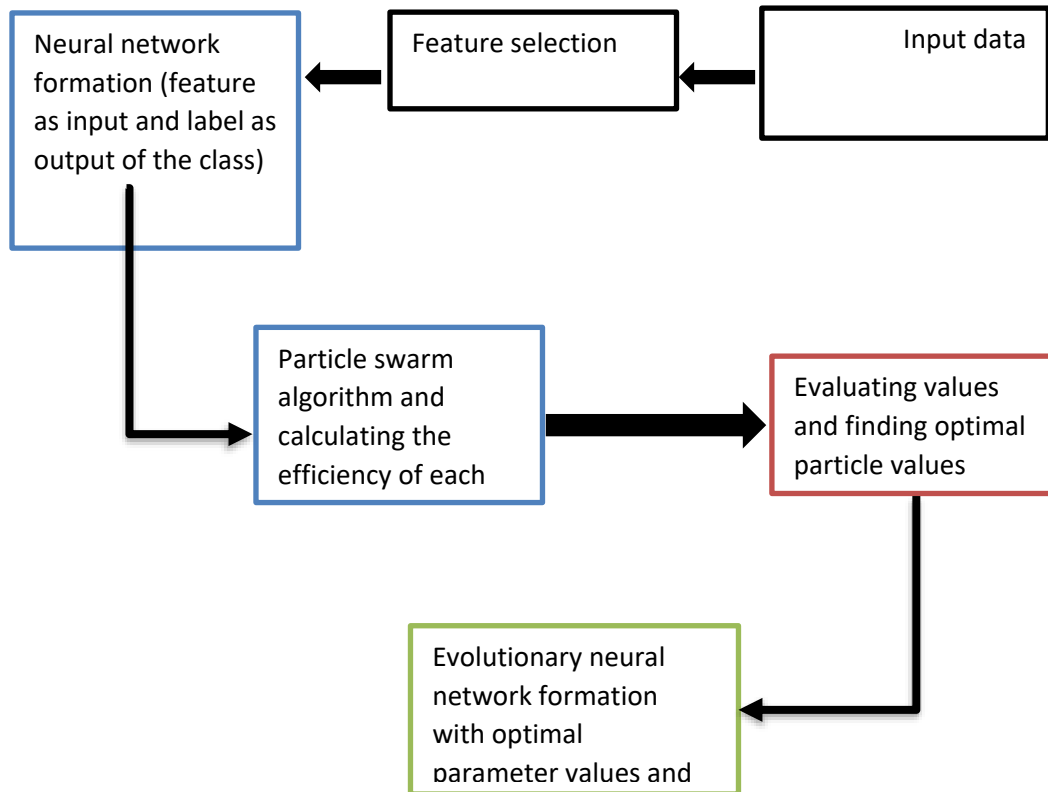 Input data
Feature selection
Neural network
formation (feature
as input and label as
output of the class)
Particle swarm
algorithm and
calculating the
efficiency of each
Evaluating values
and finding optimal
particle values
Evolutionary neural
network formation
with optimal
parameter values and